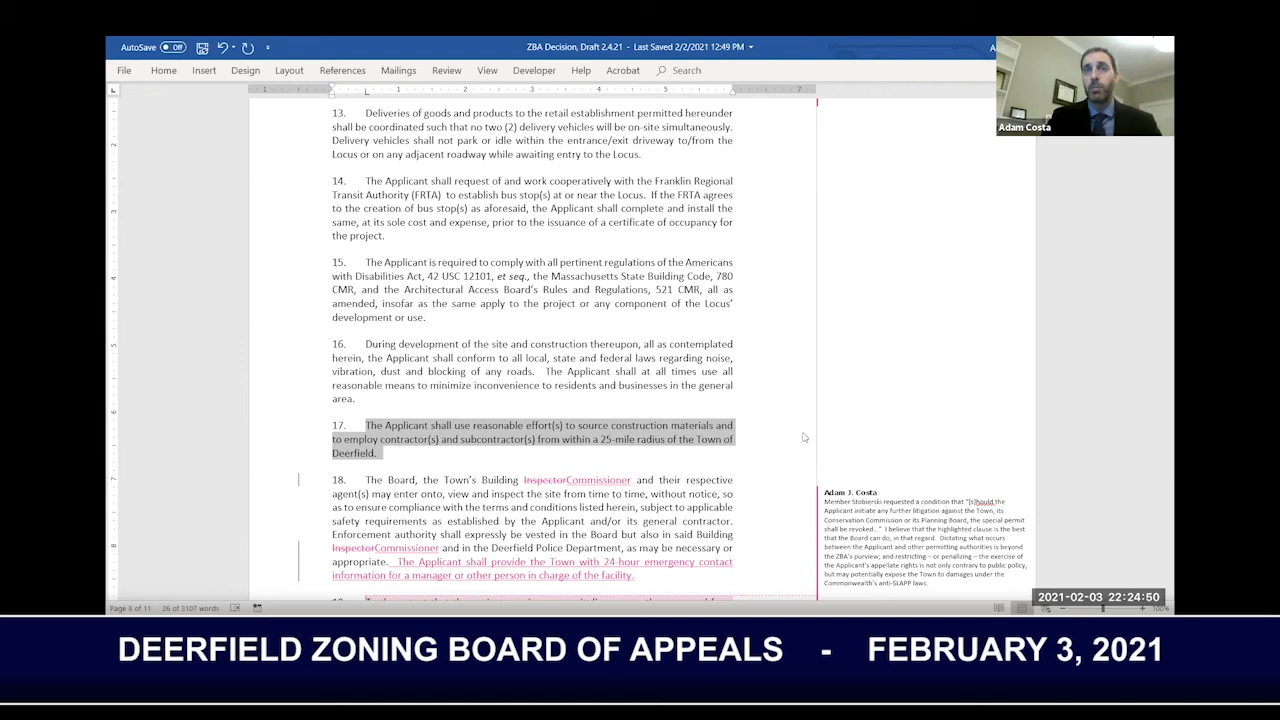 AutoSave Off
ZBA Decision, Draft 2.4.21 - Last Saved 2/2/2021 12:49 PM
File Home Insert Design Layout References Mailings Review View Developer Help Acrobat Search
Adam Costa
13. Deliveries of goods and products to the retail establishment permitted hereunder
shall be coordinated such that no two (2) delivery vehicles will be on-site simultaneously.
Delivery vehicles shall not park or idle within the entrance/exit driveway to/from the
Locus or on any adjacent roadway while awaiting entry to the Locus.
14. The Applicant shall request of and work cooperatively with the Franklin Regional
Transit Authority (FRTA) to establish bus stop(s) at or near the Locus. If the FRTA agrees
to the creation of bus stop(s) as aforesaid, the Applicant shall complete and install the
same, at its sole cost and expense, prior to the issuance of a certificate of occupancy for
the project.
15. The Applicant is required to comply with all pertinent regulations of the Americans
with Disabilities Act, 42 USC 12101, et seq., the Massachusetts State Building Code, 780
CMR, and the Architectural Access Board's Rules and Regulations, 521 CMR, all as
amended, insofar as the same apply to the project or any component of the Locus'
development or use.
16. During development of the site and construction thereupon, all as contemplated
herein, the Applicant shall conform to all local, state and federal laws regarding noise,
vibration, dust and blocking of any roads. The Applicant shall at all times use all
reasonable means to minimize inconvenience to residents and businesses in the general
area.
17. The Applicant shall use reasonable effort(s) to source construction materials and
to employ contractor(s) and subcontractor(s) from within a 25-mile radius of the Town of
Deerfield.
18. The Board, the Town's Building InspectorCommissioner and their respective
agent(s) may enter onto, view and inspect the site from time to time, without notice, so
as to ensure compliance with the terms and conditions listed herein, subject to applicable
safety requirements as established by the Applicant and/or its general contractor.
Enforcement authority shall expressly be vested in the Board but also in said Building
InspectorCommissioner and in the Deerfield Police Department, as may be necessary or
appropriate. The Applicant shall provide the Town with 24-hour emergency contact
information for a manager or other person in charge of the facility.
Adam J. Costa
Member Stobierski requested a condition that "[s]hould the
Applicant initiate any further litigation against the Town, its
Conservation Commission or its Planning Board, the special permit
shall be revoked..." I believe that the highlighted clause is the best
that the Board can do, in that regard. Dictating what occurs
between the Applicant and other permitting authorities is beyond
the ZBA's purview; and restricting – or penalizing – the exercise of
the Applicant's appellate rights is not only contrary to public policy,
but may potentially expose the Town to damages under the
Commonwealth's anti-SLAPP laws.
2021-02-03 22:24:50
Page 8 of 11 26 of 3107 words
100%
DEERFIELD ZONING BOARD OF APPEALS - FEBRUARY 3, 2021